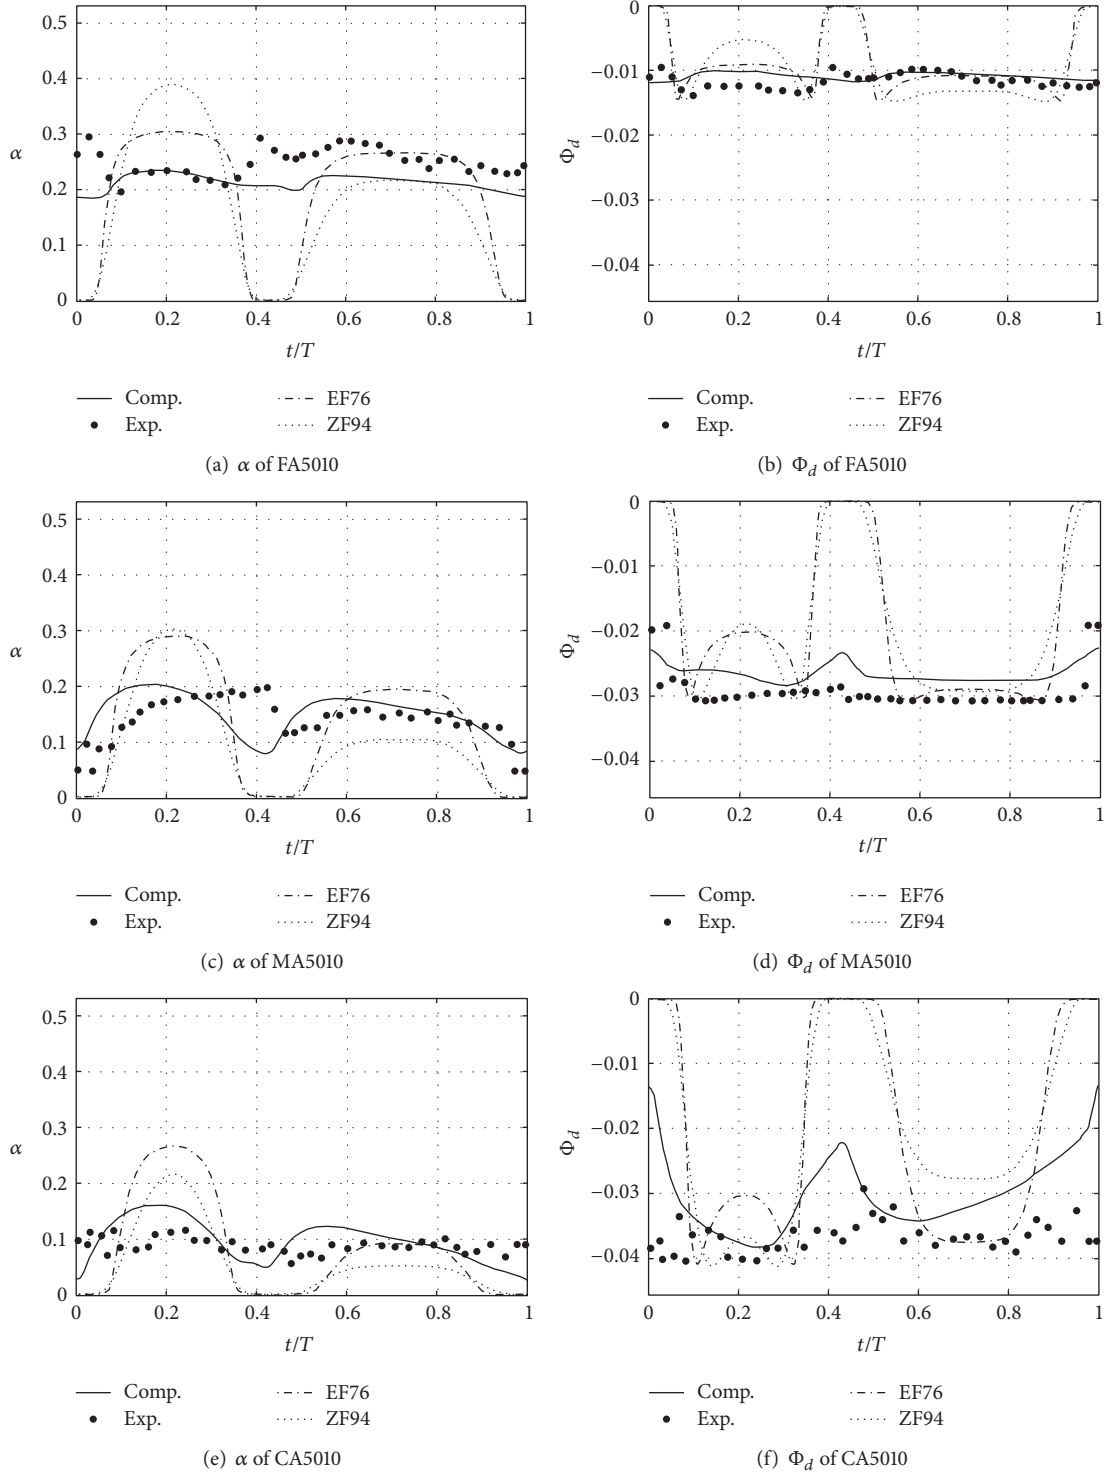 0.5
0.4
0.3
α
0.2
0.1
0
0 0.2 0.4 0.6 0.8 1
t/T
Comp.
Exp.
EF76
ZF94
(a) α of FA5010
0
−0.01
−0.02
Φd
−0.03
−0.04
0 0.2 0.4 0.6 0.8 1
t/T
Comp.
Exp.
EF76
ZF94
(b) Φd of FA5010
0.5
0.4
0.3
α
0.2
0.1
0
0 0.2 0.4 0.6 0.8 1
t/T
Comp.
Exp.
EF76
ZF94
(c) α of MA5010
0
−0.01
−0.02
Φd
−0.03
−0.04
0 0.2 0.4 0.6 0.8 1
t/T
Comp.
Exp.
EF76
ZF94
(d) Φd of MA5010
0.5
0.4
0.3
α
0.2
0.1
0
0 0.2 0.4 0.6 0.8 1
t/T
Comp.
Exp.
EF76
ZF94
(e) α of CA5010
0
−0.01
−0.02
Φd
−0.03
−0.04
0 0.2 0.4 0.6 0.8 1
t/T
Comp.
Exp.
EF76
ZF94
(f) Φd of CA5010